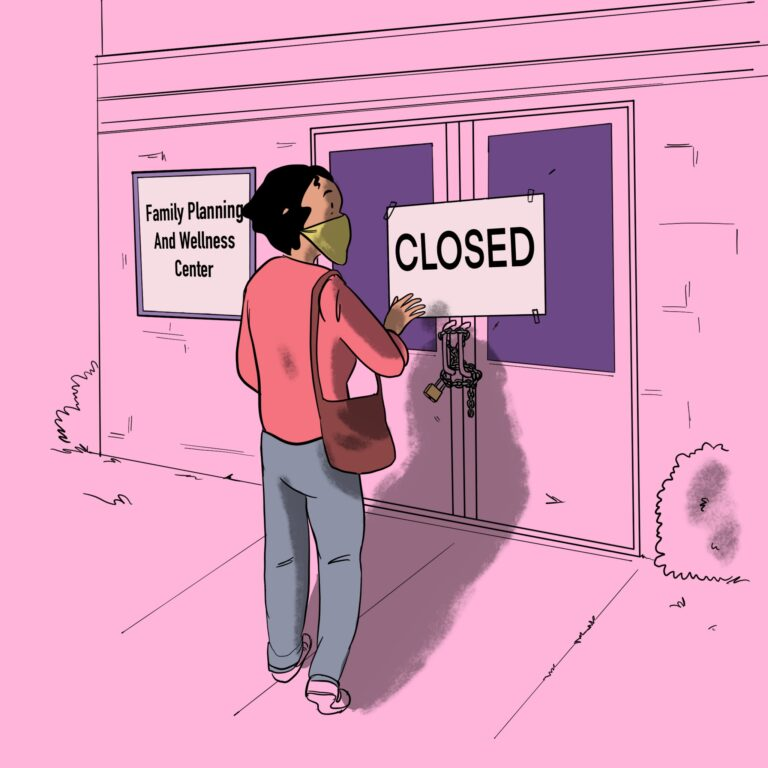 Family Planning
And Wellness
Center
CLOSED